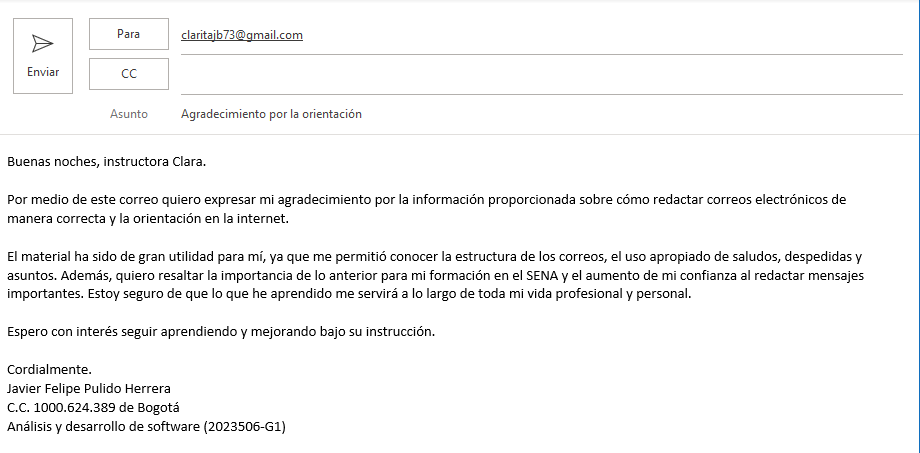 Para
claritajb73@gmail.com
Enviar
CC
Asunto
Agradecimiento por la orientación
Buenas noches, instructora Clara.
Por medio de este correo quiero expresar mi agradecimiento por la información proporcionada sobre cómo redactar correos electrónicos de
manera correcta y la orientación en la internet.
El material ha sido de gran utilidad para mí, ya que me permitió conocer la estructura de los correos, el uso apropiado de saludos, despedidas y
asuntos. Además, quiero resaltar la importancia de lo anterior para mi formación en el SENA y el aumento de mi confianza al redactar mensajes
importantes. Estoy seguro de que lo que he aprendido me servirá a lo largo de toda mi vida profesional y personal.
Espero con interés seguir aprendiendo y mejorando bajo su instrucción.
Cordialmente.
Javier Felipe Pulido Herrera
C.C. 1000.624.389 de Bogotá
Análisis y desarrollo de software (2023506-G1)